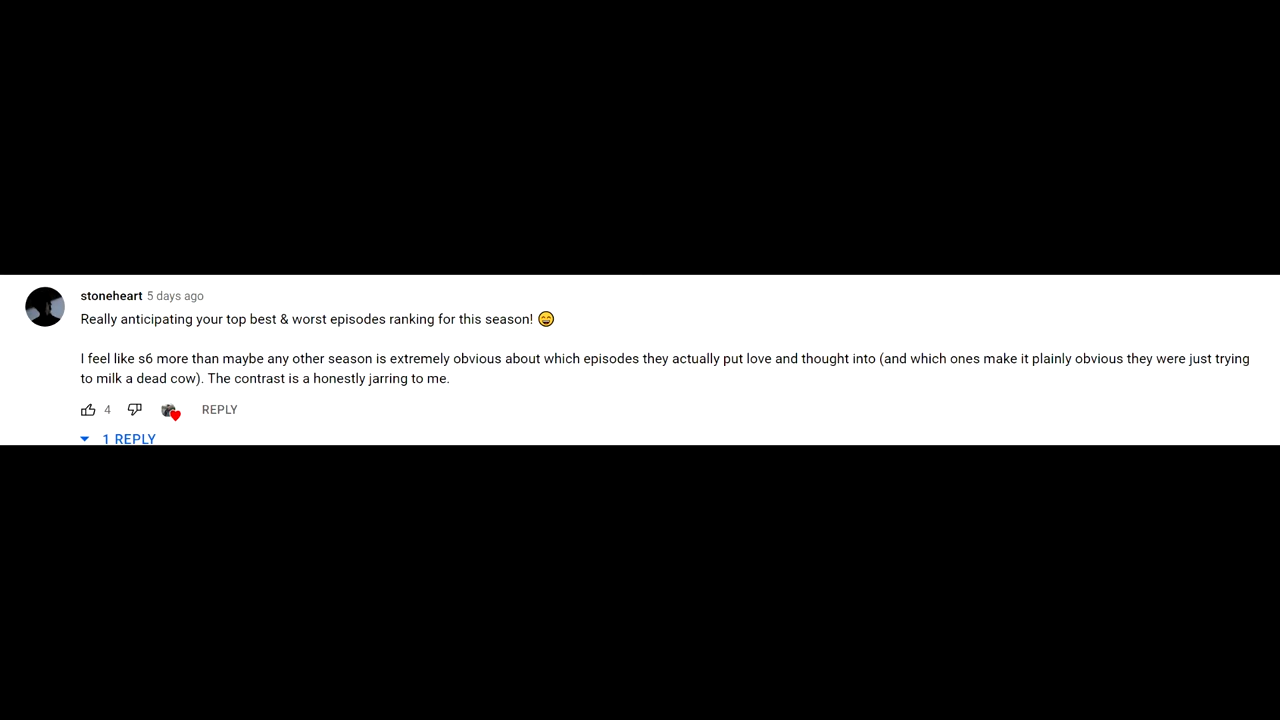 stoneheart 5 days ago
Really anticipating your top best & worst episodes ranking for this season! 😄
I feel like s6 more than maybe any other season is extremely obvious about which episodes they actually put love and thought into (and which ones make it plainly obvious they were just trying
to milk a dead cow). The contrast is a honestly jarring to me.
4 REPLY
1 REPLY